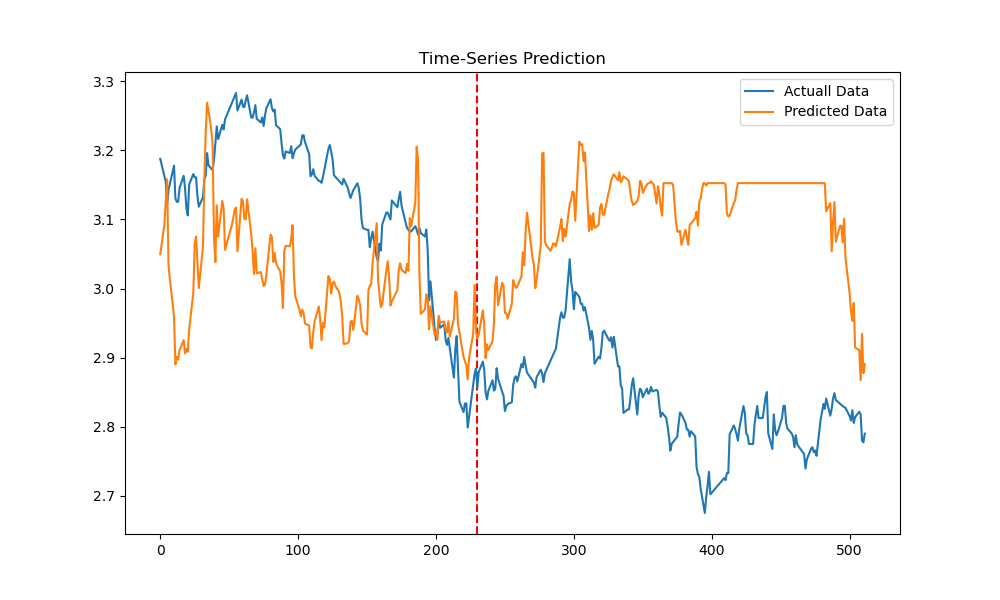 Time-Series Prediction
Actuall Data
Predicted Data
3.3
3.2
3.1
3.0
2.9
2.8
2.7
0 100 200 300 400 500